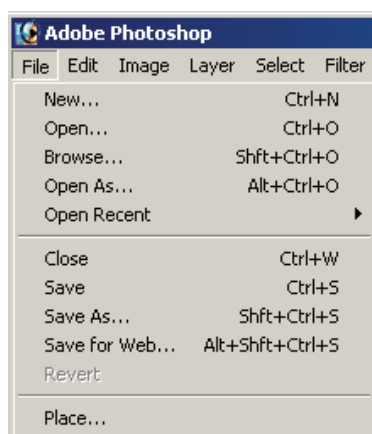 Adobe Photoshop
File Edit Image Layer Select Filter
New... Ctrl+N
Open... Ctrl+O
Browse... Shft+Ctrl+O
Open As... Alt+Ctrl+O
Open Recent
Close Ctrl+W
Save Ctrl+S
Save As... Shft+Ctrl+S
Save for Web... Alt+Shft+Ctrl+S
Revert
Place...